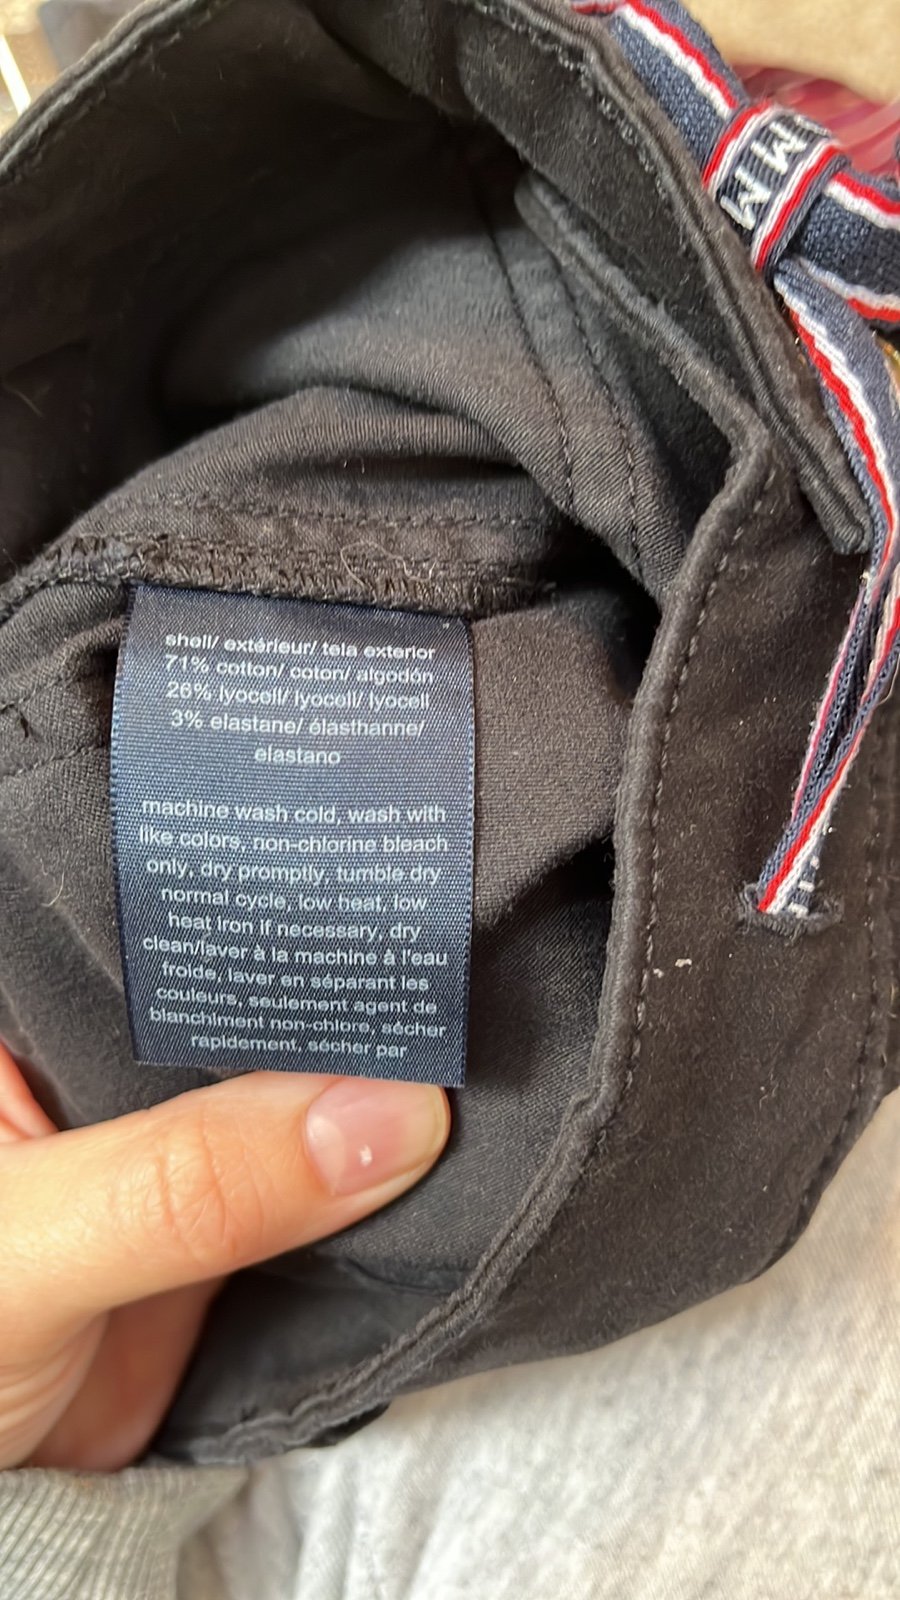 MM
shell/ extérieur/ tela exterior
71% cotton/ coton/ algodón
26% lyocell/ lyocell/ lyocell
3% elastane/ élasthanne/
elastano
machine wash cold, wash with
like colors, non-chlorine bleach
only, dry promptly, tumble dry
normal cycle, low heat, low
heat iron if necessary, dry
clean/laver à la machine à l'eau
froide, laver en séparant les
couleurs, seulement agent de
blanchiment non-chlore, sécher
rapidement, sécher par